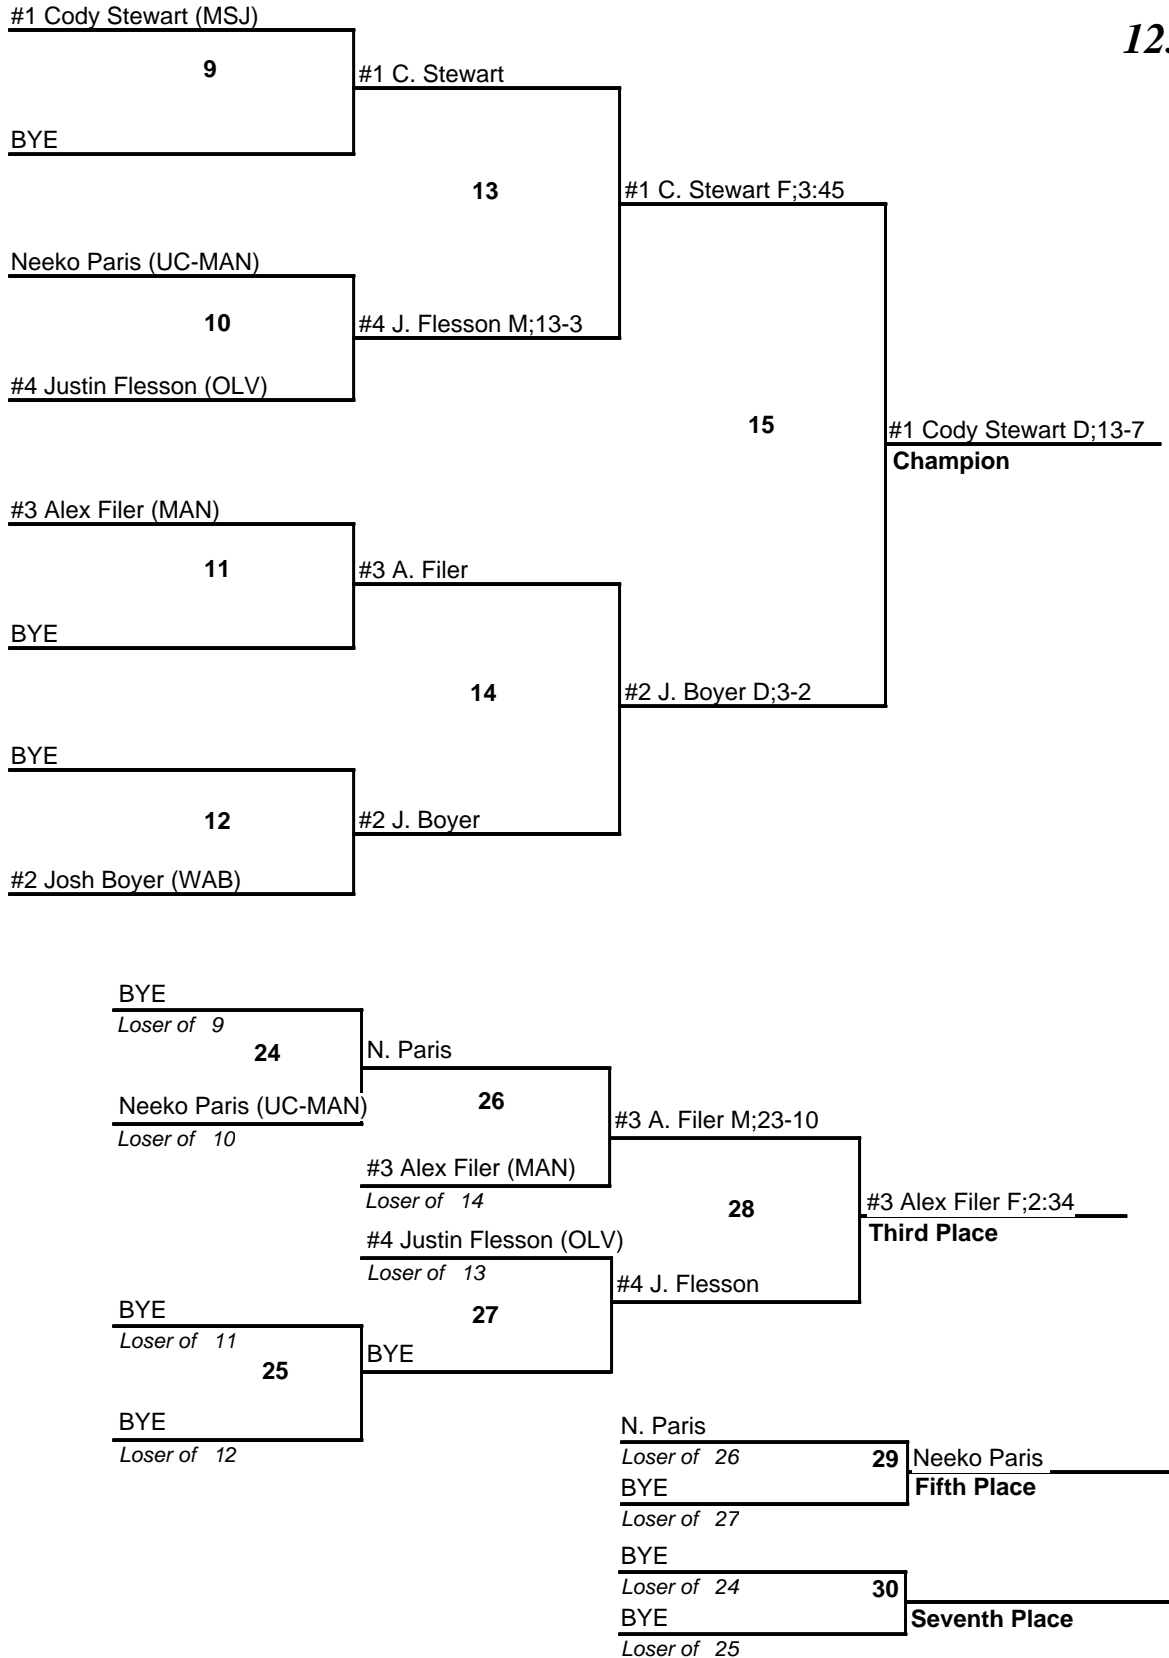 #1 Cody Stewart (MSJ)
12
9
#1 C. Stewart
BYE
13
#1 C. Stewart F;3:45
Neeko Paris (UC-MAN)
10
#4 J. Flesson M;13-3
#4 Justin Flesson (OLV)
15
#1 Cody Stewart D;13-7
Champion
#3 Alex Filer (MAN)
11
#3 A. Filer
BYE
14
#2 J. Boyer D;3-2
BYE
12
#2 J. Boyer
#2 Josh Boyer (WAB)
BYE
Loser of 9
24
N. Paris
Neeko Paris (UC-MAN)
26
Loser of 10
#3 A. Filer M;23-10
#3 Alex Filer (MAN)
Loser of 14
28
#3 Alex Filer F;2:34
Third Place
#4 Justin Flesson (OLV)
Loser of 13
#4 J. Flesson
BYE
27
Loser of 11
25
BYE
BYE
Loser of 12
N. Paris
Loser of 26
29
Neeko Paris
BYE
Fifth Place
Loser of 27
BYE
Loser of 24
30
BYE
Seventh Place
Loser of 25